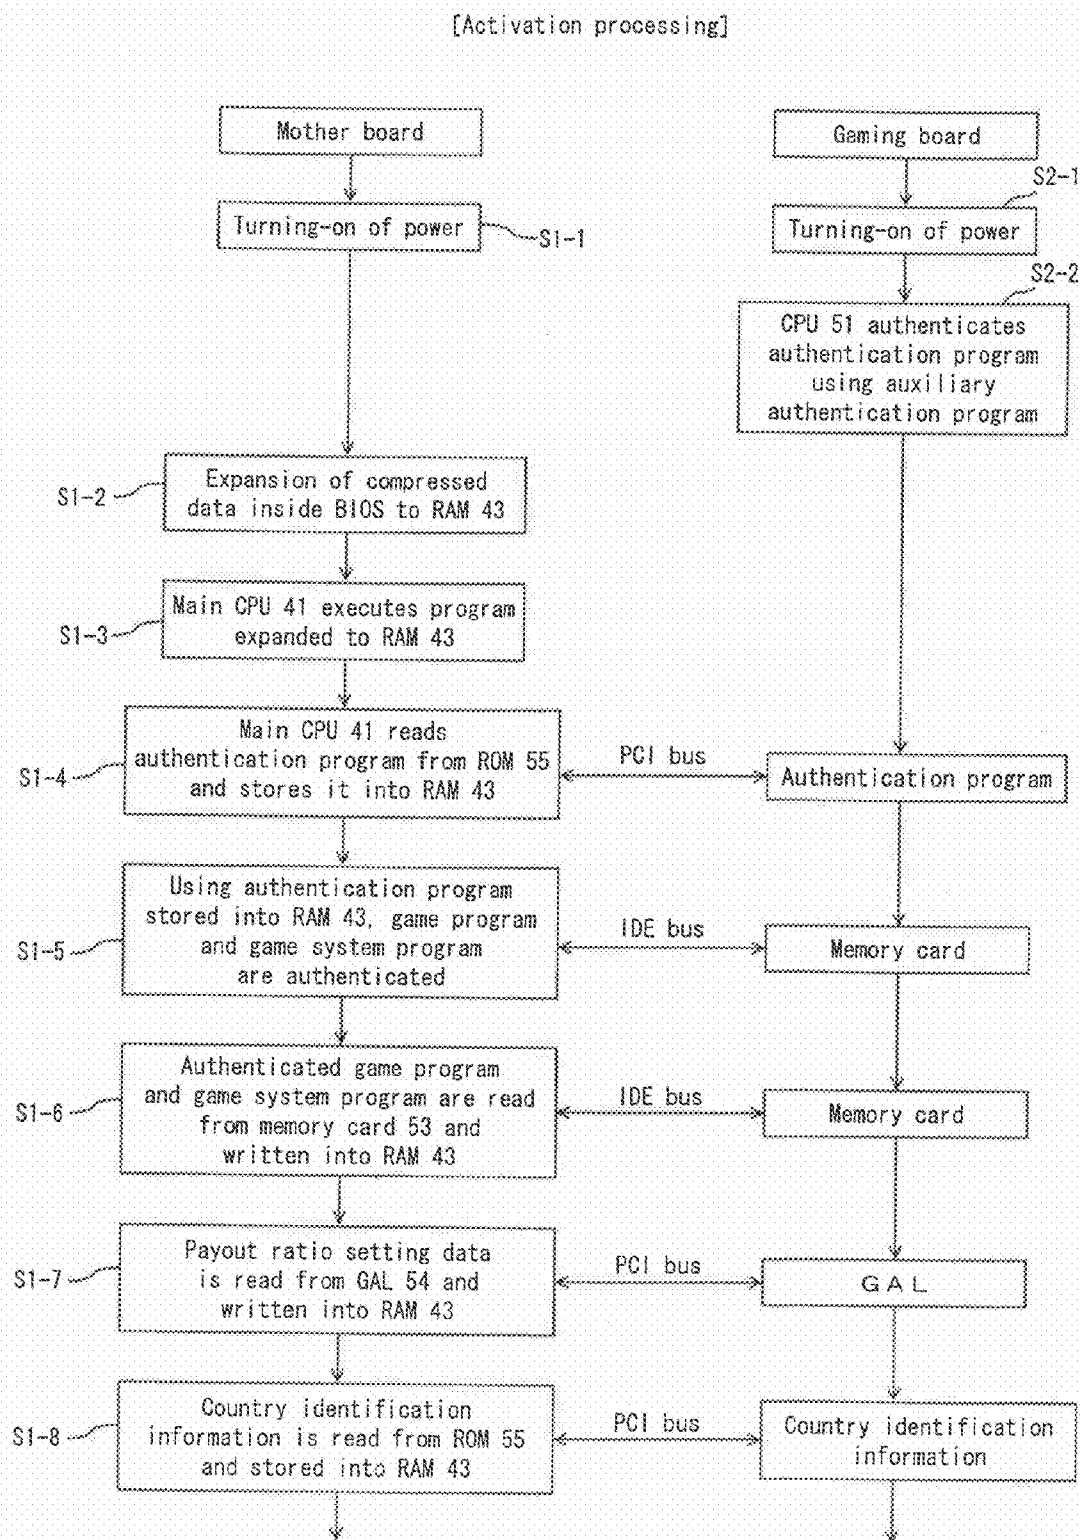 [Activation processing]
Mother board
Gaming board
S2-1
Turning-on of power
S1-1
Turning-on of power
S2-2
CPU 51 authenticates
authentication program
using auxiliary
authentication program
S1-2
Expansion of compressed
data inside BIOS to RAM 43
S1-3
Main CPU 41 executes program
expanded to RAM 43
S1-4
Main CPU 41 reads
authentication program from ROM 55
and stores it into RAM 43
PCI bus
Authentication program
S1-5
Using authentication program
stored into RAM 43, game program
and game system program
are authenticated
IDE bus
Memory card
S1-6
Authenticated game program
and game system program are read
from memory card 53 and
written into RAM 43
IDE bus
Memory card
S1-7
Payout ratio setting data
is read from GAL 54 and
written into RAM 43
PCI bus
GAL
S1-8
Country identification
information is read from ROM 55
and stored into RAM 43
PCI bus
Country identification
information